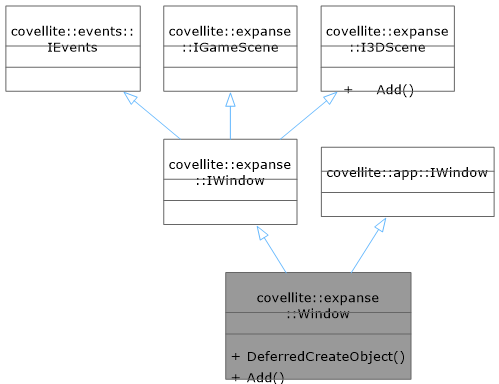 covellite::events::
IEvents
covellite::expanse
::IGameScene
covellite::expanse
::I3DScene
+ Add()
covellite::expanse
::IWindow
covellite::app::IWindow
covellite::expanse
::Window
+ DeferredCreateObject()
+ Add()